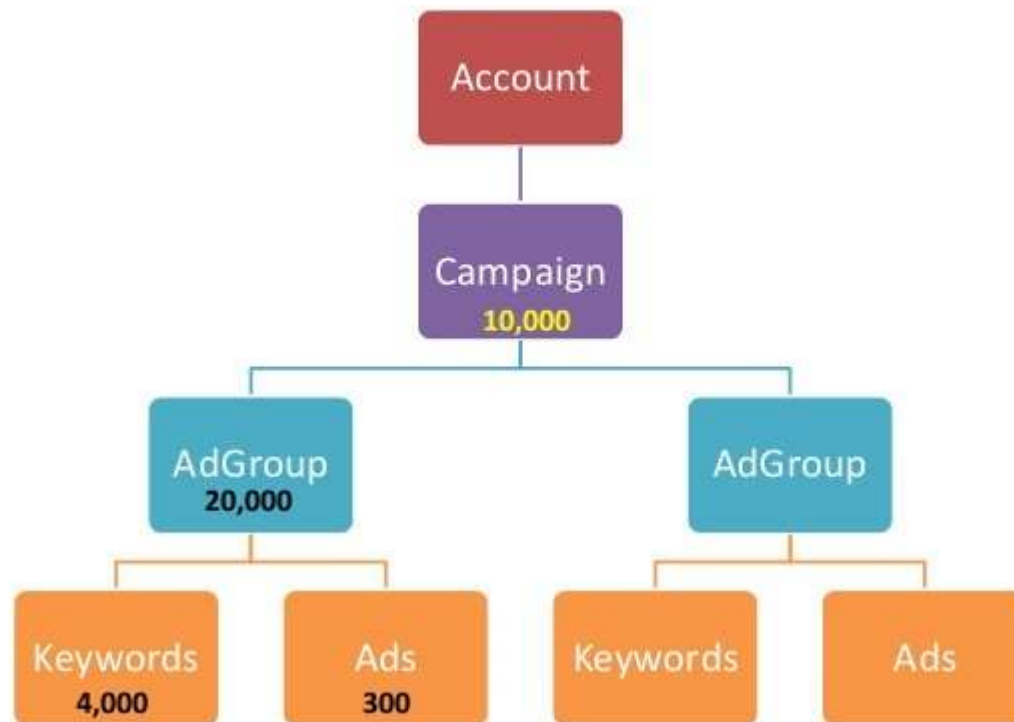 Account
Campaign
10,000
AdGroup
20,000
AdGroup
Keywords
4,000
Ads
300
Keywords
Ads